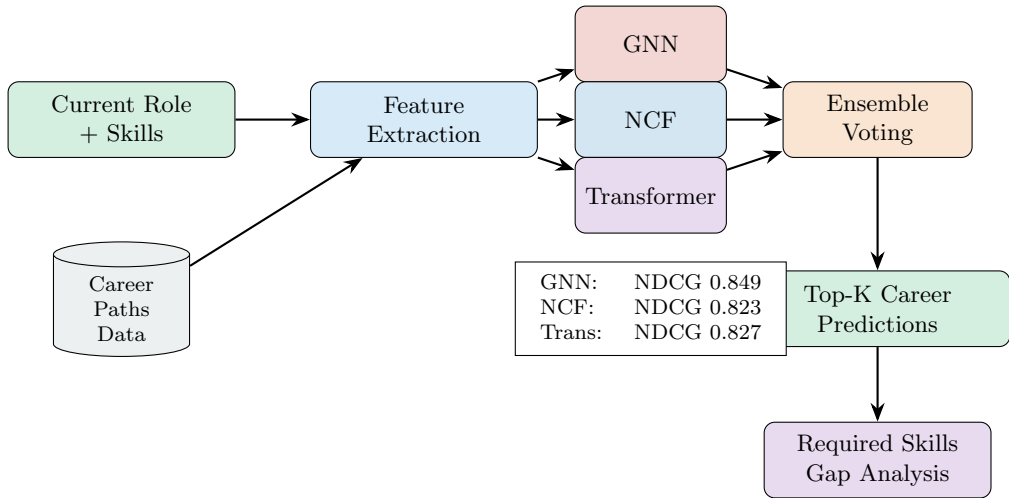 GNN
Current Role
+ Skills
Feature
Extraction
NCF
Ensemble
Voting
Transformer
Career
Paths
Data
GNN: NDCG 0.849
NCF: NDCG 0.823
Trans: NDCG 0.827
Top-K Career
Predictions
Required Skills
Gap Analysis